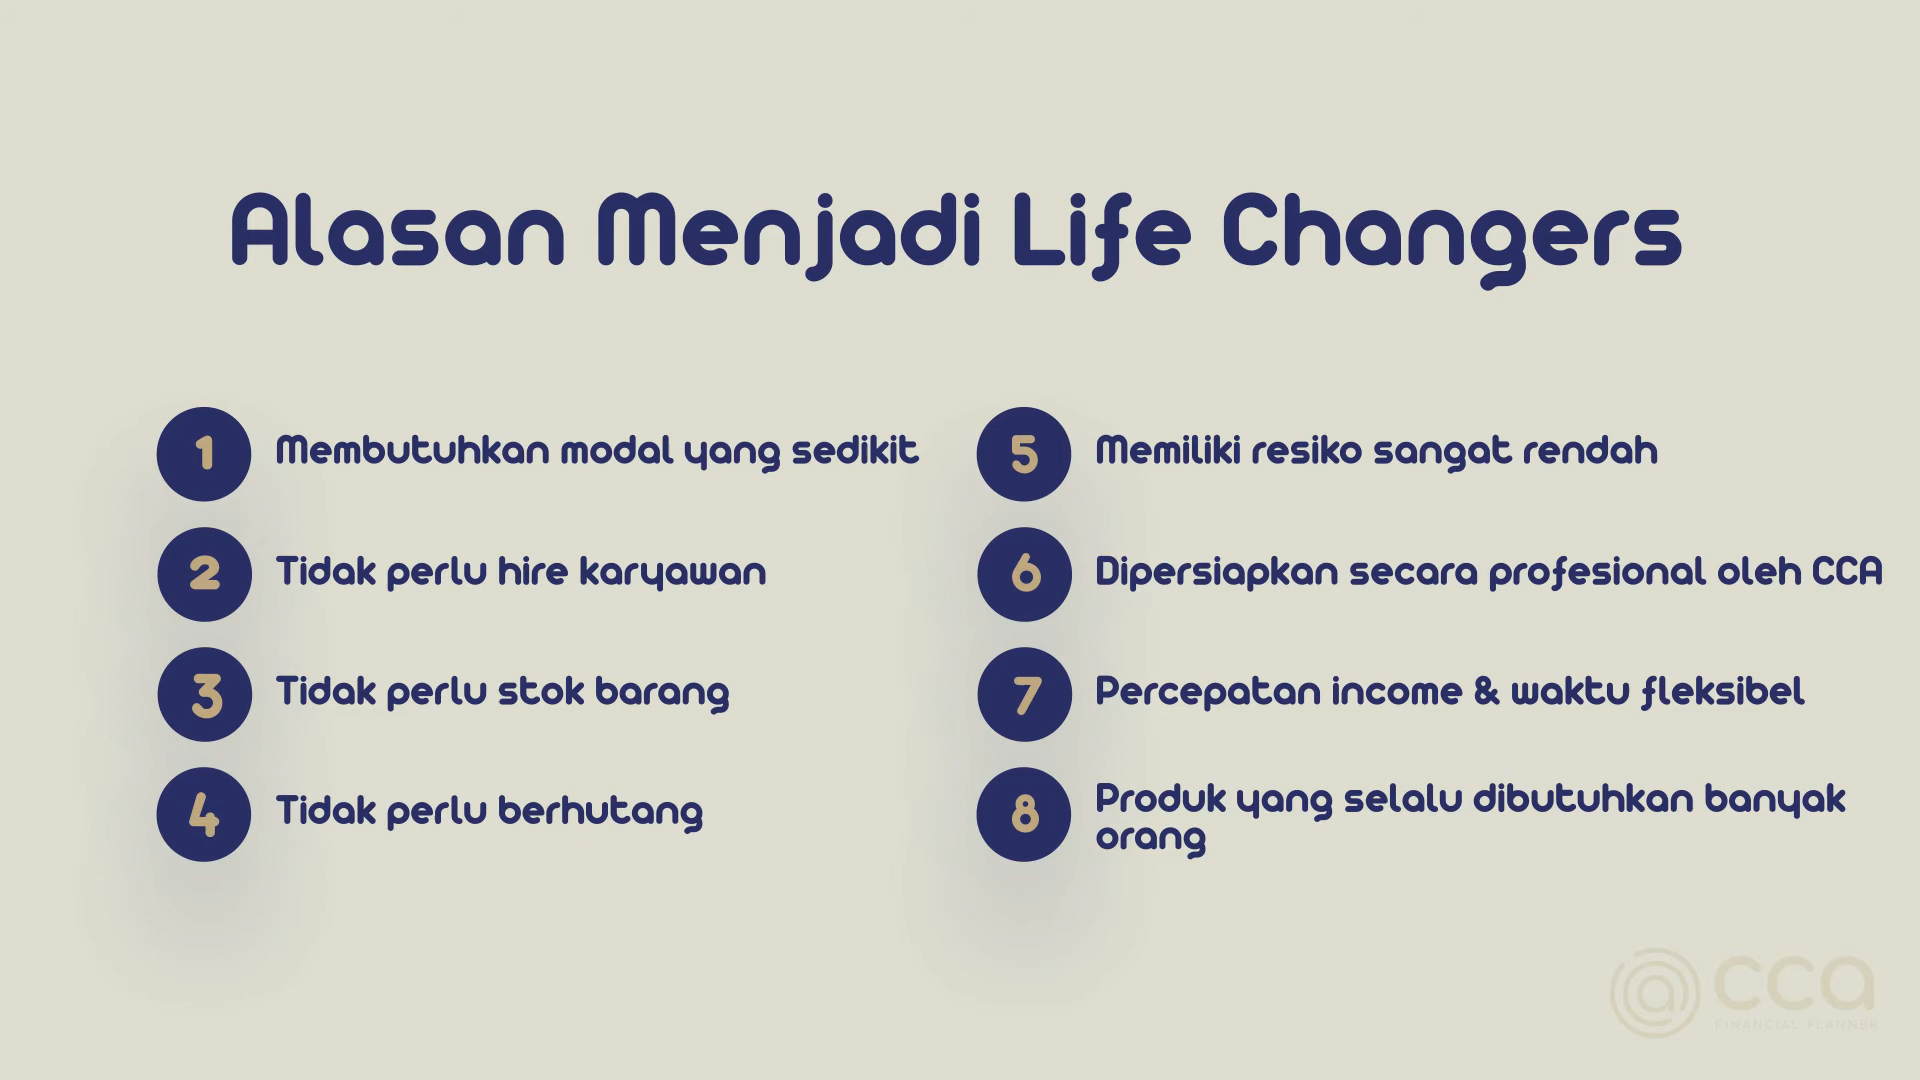 Alasan Menjadi Life Changers
1 Membutuhkan modal yang sedikit
2 Tidak perlu hire karyawan
3 Tidak perlu stok barang
4 Tidak perlu berhutang
5 Memiliki resiko sangat rendah
6 Dipersiapkan secara profesional oleh CCA
7 Percepatan income & waktu fleksibel
8 Produk yang selalu dibutuhkan banyak
orang
cca
FINANCIAL PLANNER